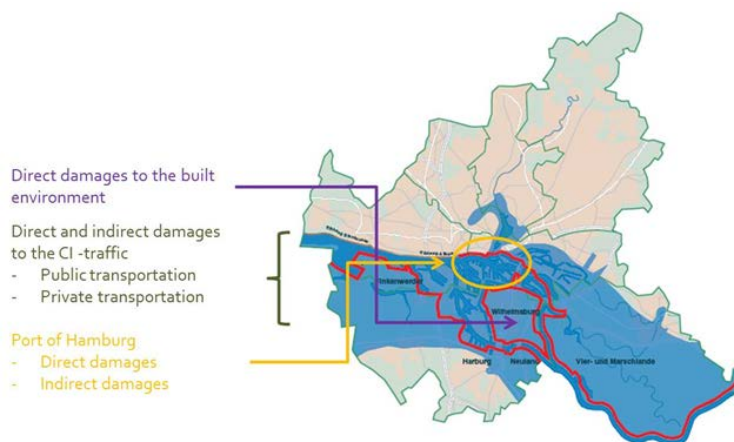 Direct damages to the built
environment
Direct and indirect damages
to the CI -traffic
- Public transportation
- Private transportation
Port of Hamburg
- Direct damages
- Indirect damages
Wilhelmsburg
Harburg
Neuland
Vier- und Marschlande